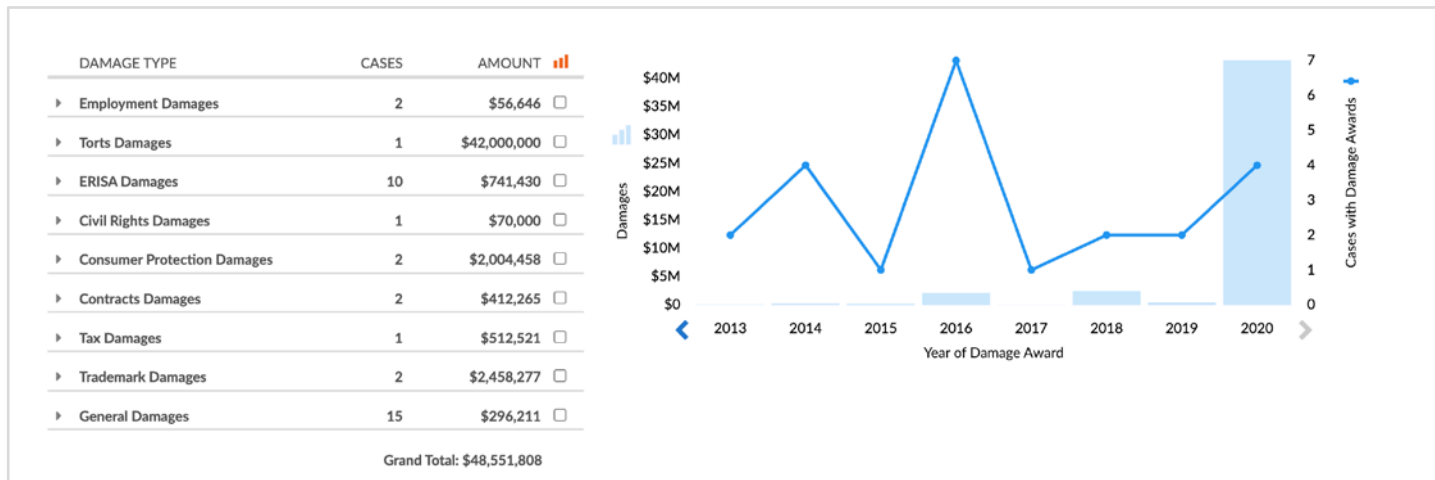 DAMAGE TYPE CASES AMOUNT
Employment Damages 2 $56,646
Torts Damages 1 $42,000,000
ERISA Damages 10 $741,430
Civil Rights Damages 1 $70,000
Consumer Protection Damages 2 $2,004,458
Contracts Damages 2 $412,265
Tax Damages 1 $512,521
Trademark Damages 2 $2,458,277
General Damages 15 $296,211
Grand Total: $48,551,808
Damages
$40M
$35M
$30M
$25M
$20M
$15M
$10M
$5M
$0
7
6
5
4
3
2
1
0
Cases with Damage Awards
2013 2014 2015 2016 2017 2018 2019 2020
Year of Damage Award